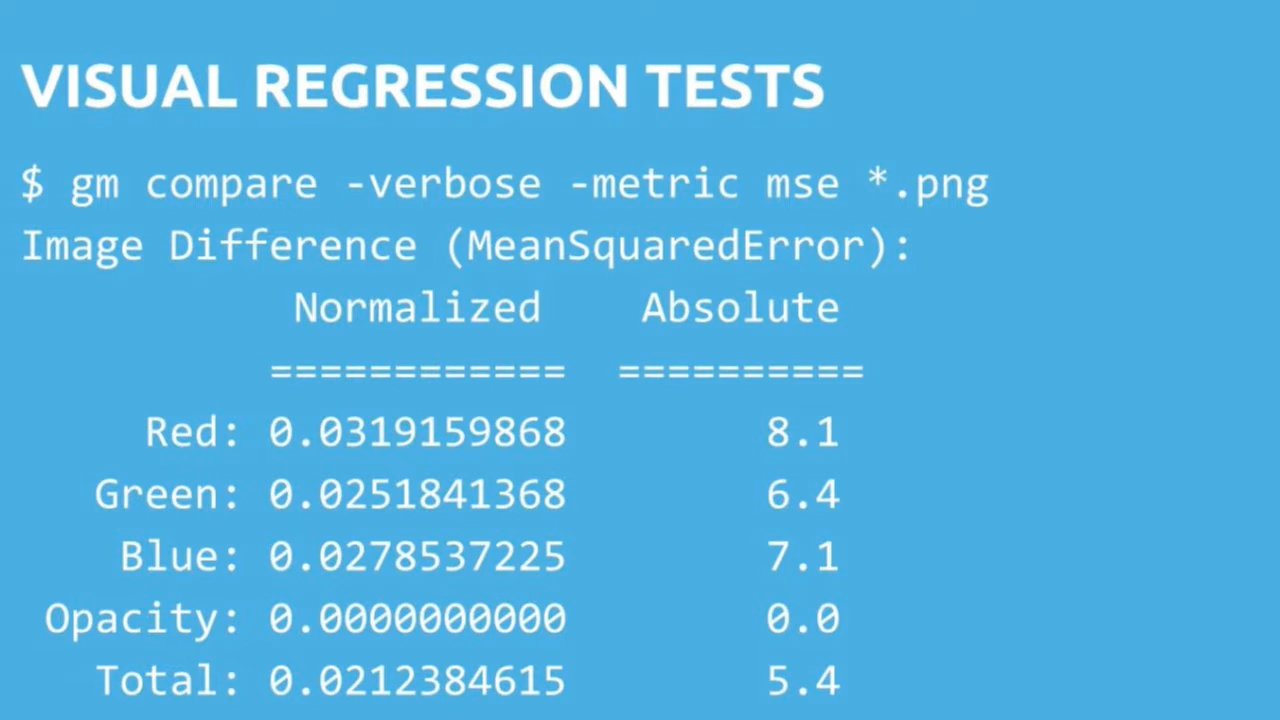 VISUAL REGRESSION TESTS
$ gm compare -verbose -metric mse *.png
Image Difference (MeanSquaredError):
Normalized Absolute
============ ==========
Red: 0.0319159868 8.1
Green: 0.0251841368 6.4
Blue: 0.0278537225 7.1
Opacity: 0.0000000000 0.0
Total: 0.0212384615 5.4